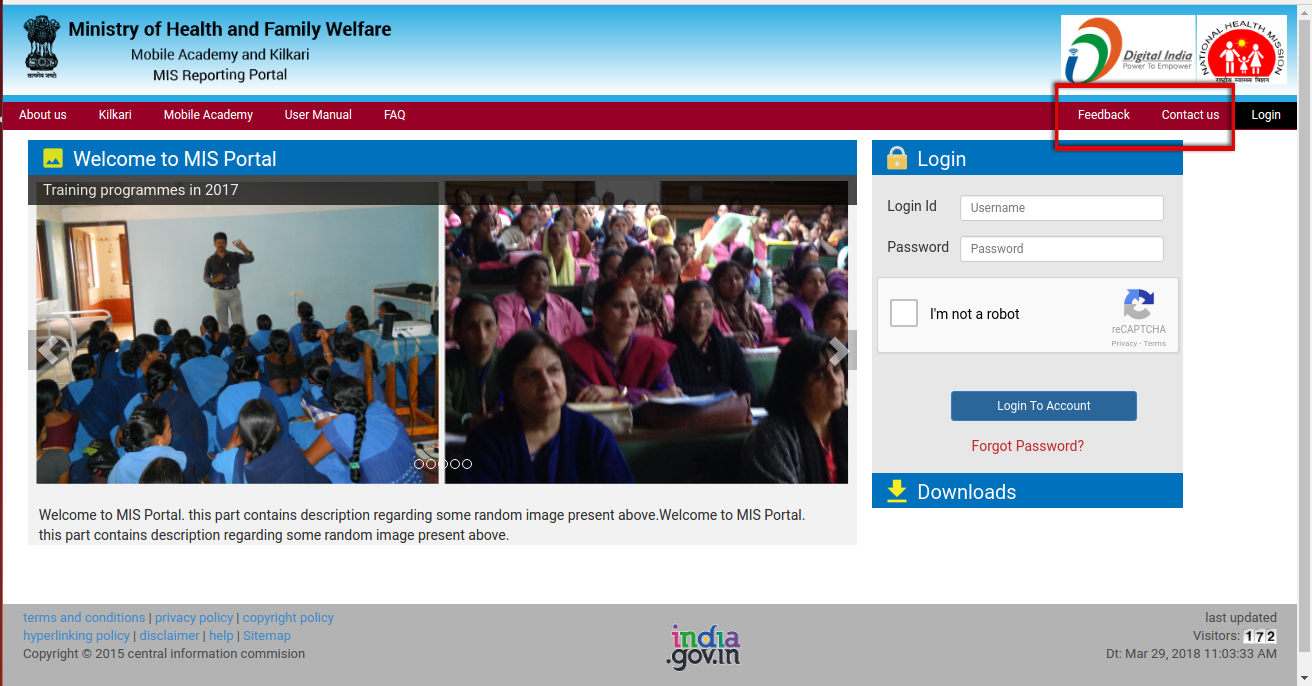 Ministry of Health and Family Welfare
Mobile Academy and Kilkari
MIS Reporting Portal
सत्यमेव जयते
Digital India
Power To Empower
NATIONAL HEALTH MISSION
राष्ट्रीय स्वास्थ्य मिशन
About us Kilkari Mobile Academy User Manual FAQ Feedback Contact us Login
Welcome to MIS Portal
Training programmes in 2017
Login
Login Id Username
Password Password
I'm not a robot
reCAPTCHA
Privacy - Terms
Login To Account
Forgot Password?
Downloads
Welcome to MIS Portal. this part contains description regarding some random image present above.Welcome to MIS Portal.
this part contains description regarding some random image present above.
terms and conditions | privacy policy | copyright policy
hyperlinking policy | disclaimer | help | Sitemap
Copyright © 2015 central information commision
india
.gov.in
last updated
Visitors: 172
Dt: Mar 29, 2018 11:03:33 AM